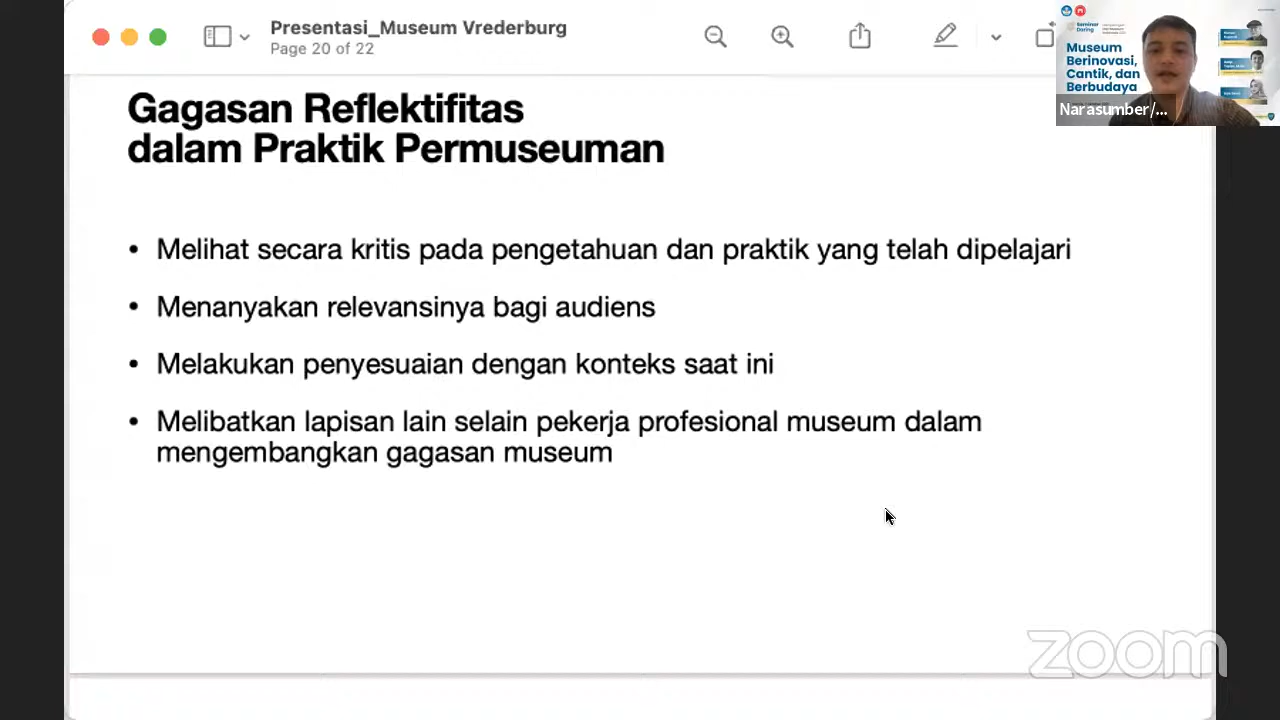 Presentasi_Museum Vrederburg
Page 20 of 22
Gagasan Reflektifitas
dalam Praktik Permuseuman
• Melihat secara kritis pada pengetahuan dan praktik yang telah dipelajari
• Menanyakan relevansinya bagi audiens
• Melakukan penyesuaian dengan konteks saat ini
• Melibatkan lapisan lain selain pekerja profesional museum dalam
mengembangkan gagasan museum
Seminar
Daring
Museum
Berinovasi,
Cantik, dan
Berbudaya
Narasumber/...
zoom